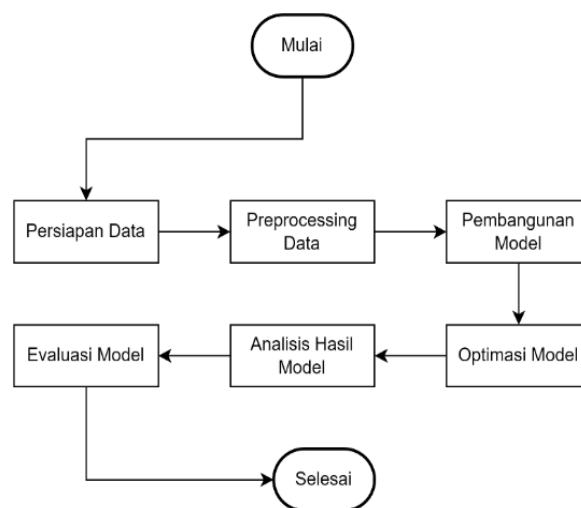 Mulai
Persiapan Data
Preprocessing
Data
Pembangunan
Model
Optimasi Model
Analisis Hasil
Model
Evaluasi Model
Selesai